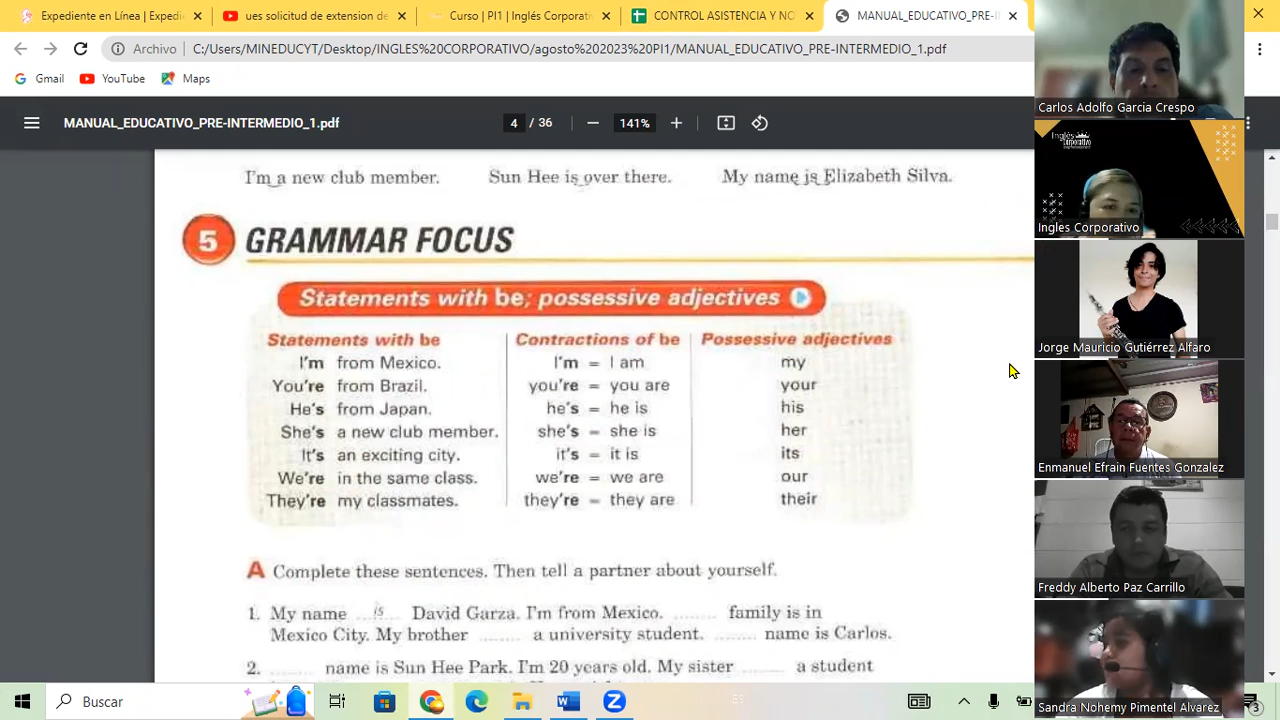 Expediente en Línea | Expedi
ues solicitud de extension de
Curso | PI1 | Inglés Corporativ
CONTROL ASISTENCIA Y NO
MANUAL_EDUCATIVO_PRE-IN
Archivo
C:/Users/MINEDUCYT/Desktop/INGLES%20CORPORATIVO/agosto%202023%20PI1/MANUAL_EDUCATIVO_PRE-INTERMEDIO_1.pdf
Gmail
YouTube
Maps
MANUAL_EDUCATIVO_PRE-INTERMEDIO_1.pdf
4 / 36
141%
I'm a new club member. Sun Hee is over there. My name is Elizabeth Silva.
5 GRAMMAR FOCUS
Statements with be; possessive adjectives
Statements with be Contractions of be Possessive adjectives
I'm from Mexico. I'm = I am my
You're from Brazil. you're = you are your
He's from Japan. he's = he is his
She's a new club member. she's = she is her
It's an exciting city. it's = it is its
We're in the same class. we're = we are our
They're my classmates. they're = they are their
A Complete these sentences. Then tell a partner about yourself.
1. My name is David Garza. I'm from Mexico. ........ family is in
Mexico City. My brother ........ a university student. ........ name is Carlos.
2. ........ name is Sun Hee Park. I'm 20 years old. My sister ........ a student
Carlos Adolfo Garcia Crespo
Inglés
Corporativo
Ingles Corporativo
Jorge Mauricio Gutiérrez Alfaro
Enmanuel Efrain Fuentes Gonzalez
Freddy Alberto Paz Carrillo
Sandra Nohemy Pimentel Alvarez
Buscar
3